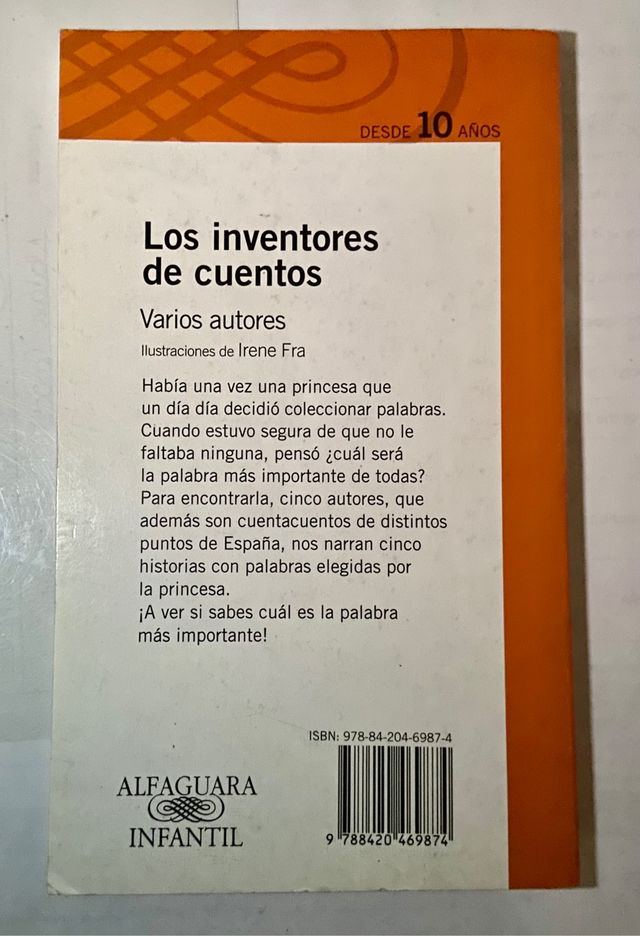 DESDE 10 AÑOS
Los inventores
de cuentos
Varios autores
Ilustraciones de Irene Fra
Había una vez una princesa que
un día día decidió coleccionar palabras.
Cuando estuvo segura de que no le
faltaba ninguna, pensó ¿cuál será
la palabra más importante de todas?
Para encontrarla, cinco autores, que
además son cuentacuentos de distintos
puntos de España, nos narran cinco
historias con palabras elegidas por
la princesa.
¡A ver si sabes cuál es la palabra
más importante!
ISBN: 978-84-204-6987-4
ALFAGUARA
INFANTIL
9 788420 469874